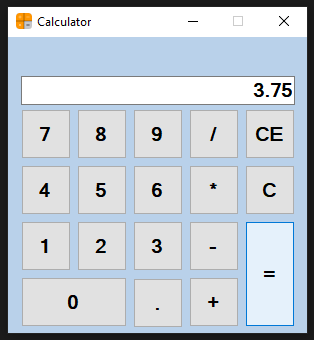 Calculator
3.75
7 8 9 / CE
4 5 6 * C
1 2 3 - =
0 . +